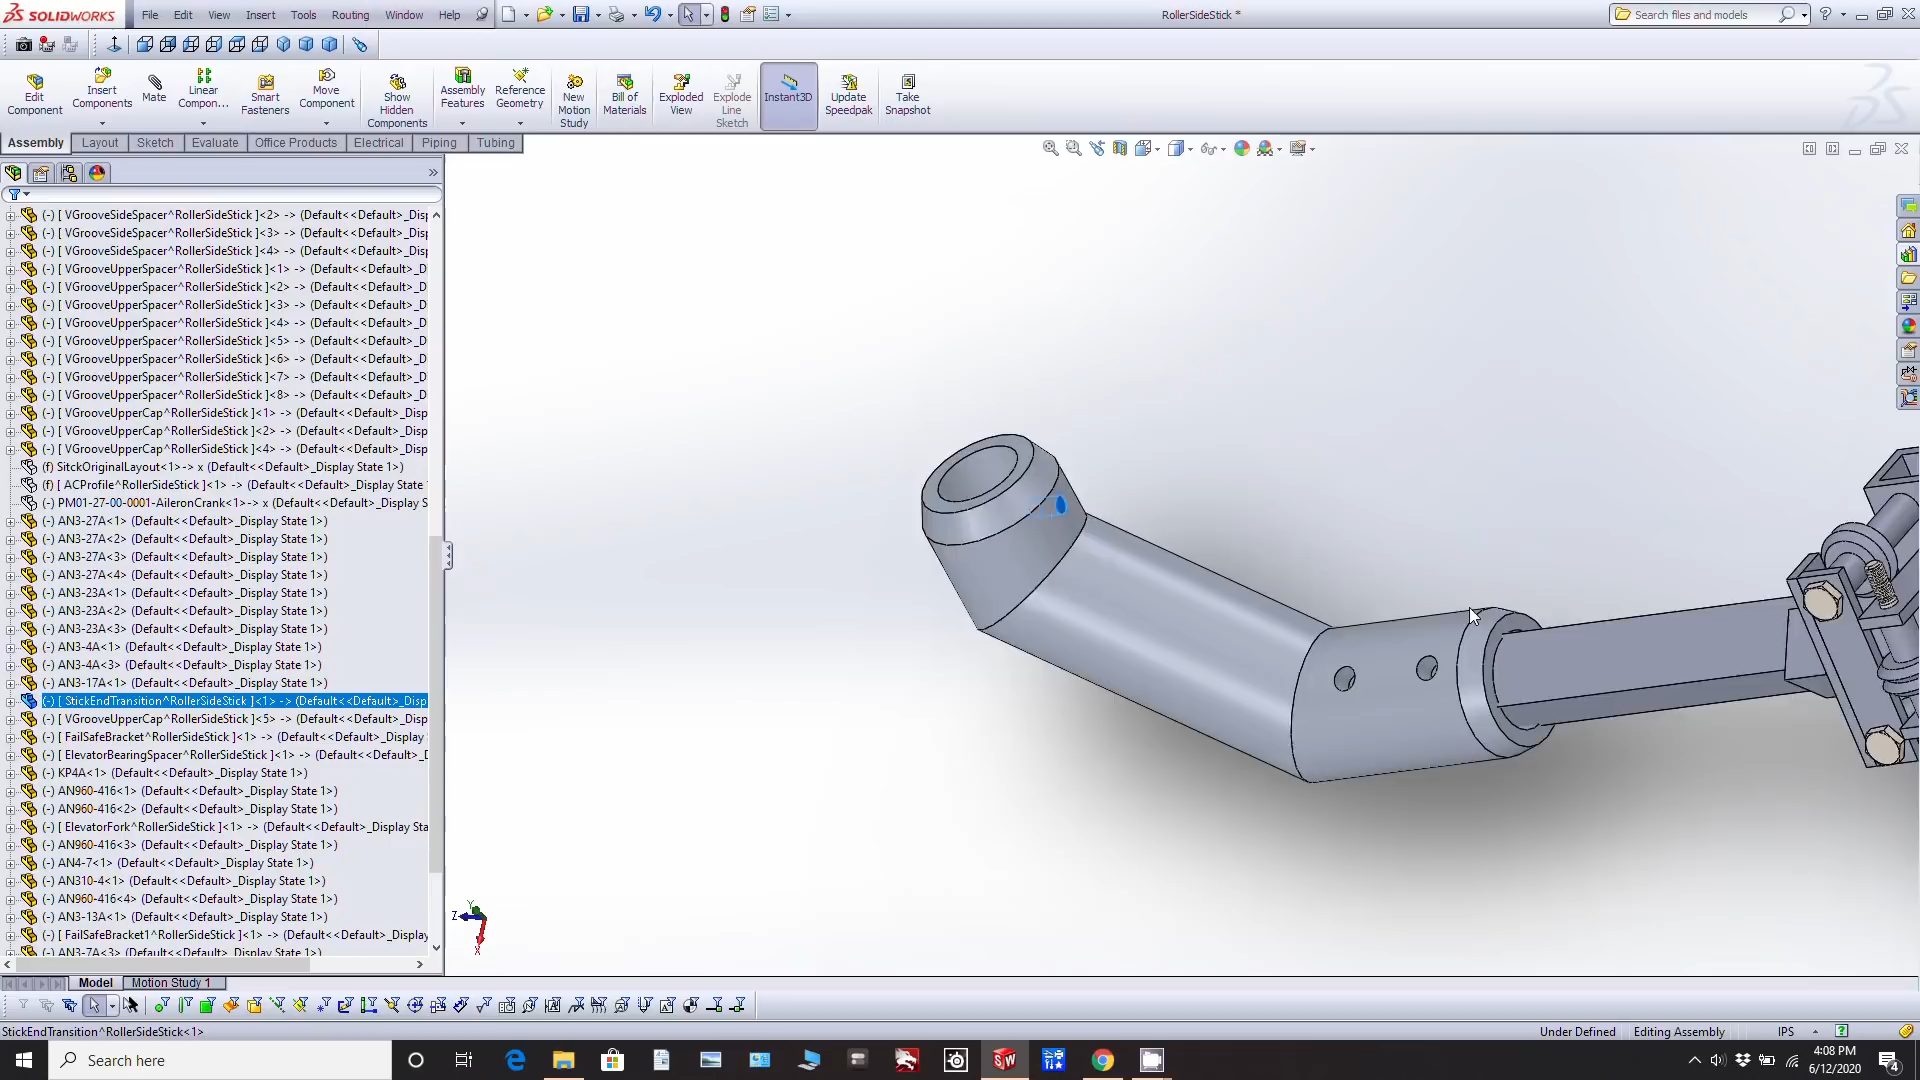 SOLIDWORKS File Edit View Insert Tools Routing Window Help RollerSideStick * Search files and models
Edit Component
Insert Components
Mate
Linear Compon...
Smart Fasteners
Move Component
Show Hidden Components
Assembly Features
Reference Geometry
New Motion Study
Bill of Materials
Exploded View
Explode Line Sketch
Instant3D
Update Speedpak
Take Snapshot
Assembly Layout Sketch Evaluate Office Products Electrical Piping Tubing
(-) [ VGrooveSideSpacer^RollerSideStick ]<2> -> (Default<<Default>_Disp
(-) [ VGrooveSideSpacer^RollerSideStick ]<3> -> (Default<<Default>_Disp
(-) [ VGrooveSideSpacer^RollerSideStick ]<4> -> (Default<<Default>_Disp
(-) [ VGrooveUpperSpacer^RollerSideStick ]<1> -> (Default<<Default>_D
(-) [ VGrooveUpperSpacer^RollerSideStick ]<2> -> (Default<<Default>_D
(-) [ VGrooveUpperSpacer^RollerSideStick ]<3> -> (Default<<Default>_D
(-) [ VGrooveUpperSpacer^RollerSideStick ]<4> -> (Default<<Default>_D
(-) [ VGrooveUpperSpacer^RollerSideStick ]<5> -> (Default<<Default>_D
(-) [ VGrooveUpperSpacer^RollerSideStick ]<6> -> (Default<<Default>_D
(-) [ VGrooveUpperSpacer^RollerSideStick ]<7> -> (Default<<Default>_D
(-) [ VGrooveUpperSpacer^RollerSideStick ]<8> -> (Default<<Default>_D
(-) [ VGrooveUpperCap^RollerSideStick ]<1> -> (Default<<Default>_Disp
(-) [ VGrooveUpperCap^RollerSideStick ]<2> -> (Default<<Default>_Disp
(-) [ VGrooveUpperCap^RollerSideStick ]<4> -> (Default<<Default>_Disp
(f) SitckOriginalLayout<1>-> x (Default<<Default>_Display State 1>)
(f) [ ACProfile^RollerSideStick ]<1> -> (Default<<Default>_Display State
(-) PM01-27-00-0001-AileronCrank<1>-> x (Default<<Default>_Display S
(-) AN3-27A<1> (Default<<Default>_Display State 1>)
(-) AN3-27A<2> (Default<<Default>_Display State 1>)
(-) AN3-27A<3> (Default<<Default>_Display State 1>)
(-) AN3-27A<4> (Default<<Default>_Display State 1>)
(-) AN3-23A<1> (Default<<Default>_Display State 1>)
(-) AN3-23A<2> (Default<<Default>_Display State 1>)
(-) AN3-23A<3> (Default<<Default>_Display State 1>)
(-) AN3-4A<1> (Default<<Default>_Display State 1>)
(-) AN3-4A<3> (Default<<Default>_Display State 1>)
(-) AN3-17A<1> (Default<<Default>_Display State 1>)
(-) [ StickEndTransition^RollerSideStick ]<1> -> (Default<<Default>_Disp
(-) [ VGrooveUpperCap^RollerSideStick ]<5> -> (Default<<Default>_Disp
(-) [ FailSafeBracket^RollerSideStick ]<1> -> (Default<<Default>_Display
(-) [ ElevatorBearingSpacer^RollerSideStick ]<1> -> (Default<<Default>_D
(-) KP4A<1> (Default<<Default>_Display State 1>)
(-) AN960-416<1> (Default<<Default>_Display State 1>)
(-) AN960-416<2> (Default<<Default>_Display State 1>)
(-) [ ElevatorFork^RollerSideStick ]<1> -> (Default<<Default>_Display Sta
(-) AN960-416<3> (Default<<Default>_Display State 1>)
(-) AN4-7<1> (Default<<Default>_Display State 1>)
(-) AN310-4<1> (Default<<Default>_Display State 1>)
(-) AN960-416<4> (Default<<Default>_Display State 1>)
(-) AN3-13A<1> (Default<<Default>_Display State 1>)
(-) [ FailSafeBracket1^RollerSideStick ]<1> -> (Default<<Default>_Display
(-) AN3-7A<3> (Default<<Default>_Display State 1>)
Y
Z
X
Model Motion Study 1
StickEndTransition^RollerSideStick<1> Under Defined Editing Assembly IPS
Search here 4:08 PM
6/12/2020
4